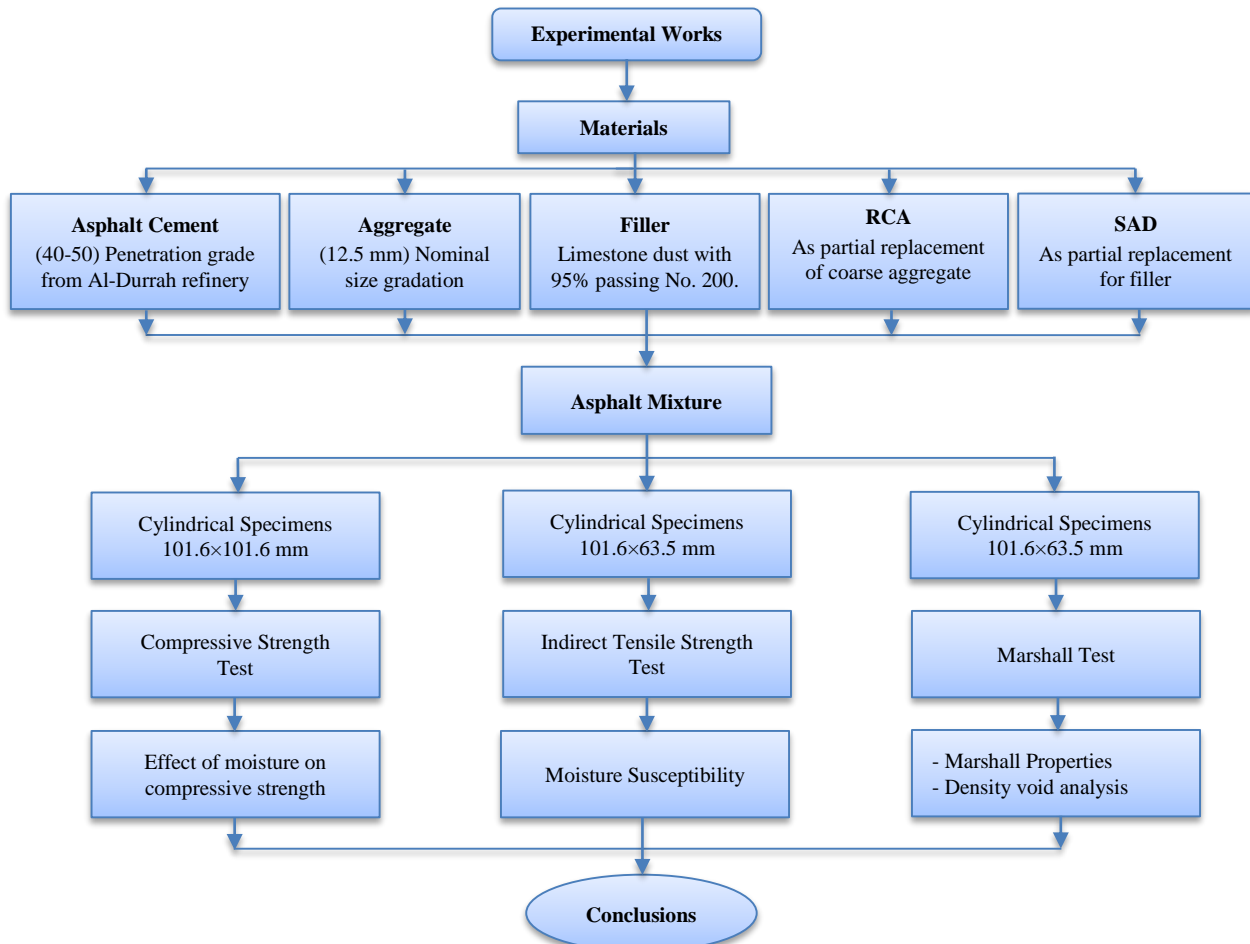 Experimental Works
Materials
Asphalt Cement
(40-50) Penetration grade
from Al-Durrah refinery
Aggregate
(12.5 mm) Nominal
size gradation
Filler
Limestone dust with
95% passing No. 200.
RCA
As partial replacement
of coarse aggregate
SAD
As partial replacement
for filler
Asphalt Mixture
Cylindrical Specimens
101.6×101.6 mm
Cylindrical Specimens
101.6×63.5 mm
Cylindrical Specimens
101.6×63.5 mm
Compressive Strength
Test
Indirect Tensile Strength
Test
Marshall Test
Effect of moisture on
compressive strength
Moisture Susceptibility
- Marshall Properties
- Density void analysis
Conclusions